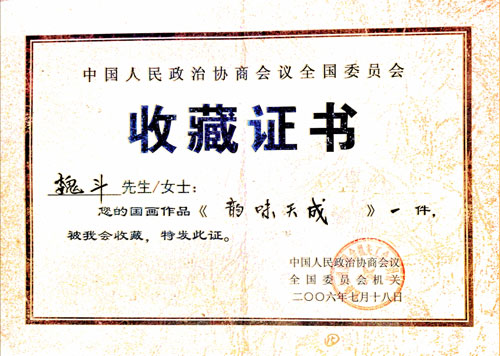 中国人民政治协商会议全国委员会
收藏证书
魏斗 先生/女士:
您的国画作品《 韵味天成 》一件,
被我会收藏,特发此证。
中国人民政治协商会议
全国委员会机关
二〇〇六年七月十八日